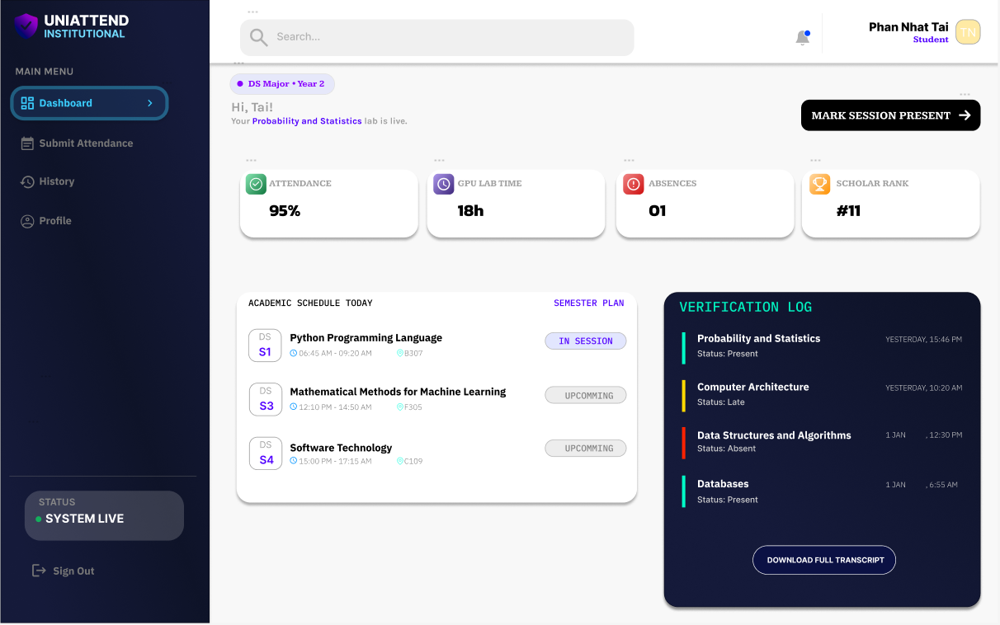 UNIATTEND
INSTITUTIONAL
MAIN MENU
Dashboard
Submit Attendance
History
Profile
STATUS
SYSTEM LIVE
Sign Out
Search...
Phan Nhat Tai
Student
TN
DS Major • Year 2
Hi, Tai!
Your Probability and Statistics lab is live.
MARK SESSION PRESENT
ATTENDANCE
95%
GPU LAB TIME
18h
ABSENCES
01
SCHOLAR RANK
#11
ACADEMIC SCHEDULE TODAY SEMESTER PLAN
DS
S1
Python Programming Language
06:45 AM - 09:20 AM B307
IN SESSION
DS
S3
Mathematical Methods for Machine Learning
12:10 PM - 14:50 AM F305
UPCOMMING
DS
S4
Software Technology
15:00 PM - 17:15 AM C109
UPCOMMING
VERIFICATION LOG
Probability and Statistics YESTERDAY, 15:46 PM
Status: Present
Computer Architecture YESTERDAY, 10:20 AM
Status: Late
Data Structures and Algorithms 1 JAN , 12:30 PM
Status: Absent
Databases 1 JAN , 6:55 AM
Status: Present
DOWNLOAD FULL TRANSCRIPT